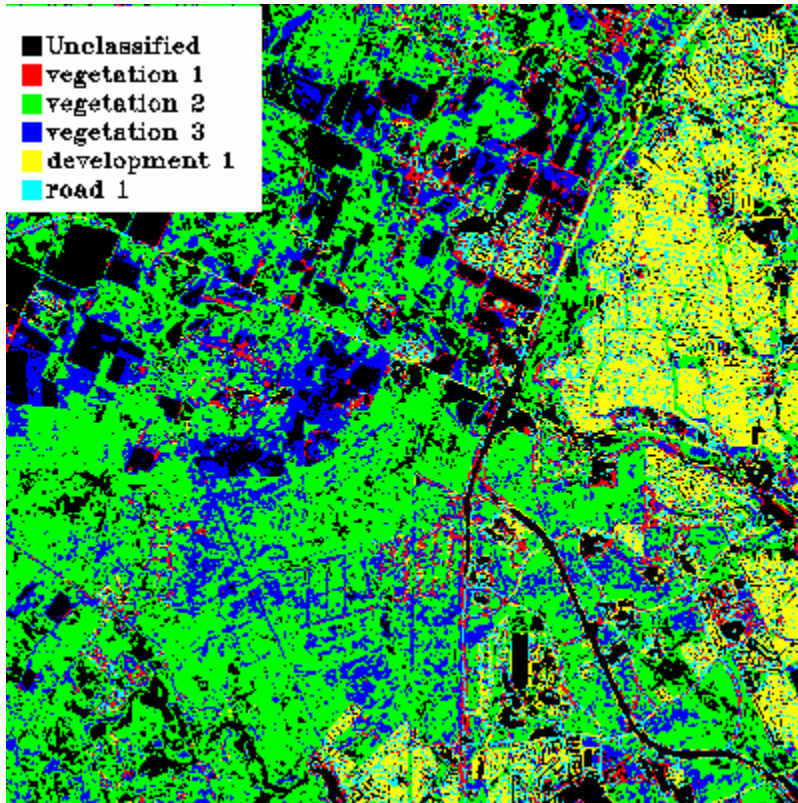 Unclassified
vegetation 1
vegetation 2
vegetation 3
development 1
road 1